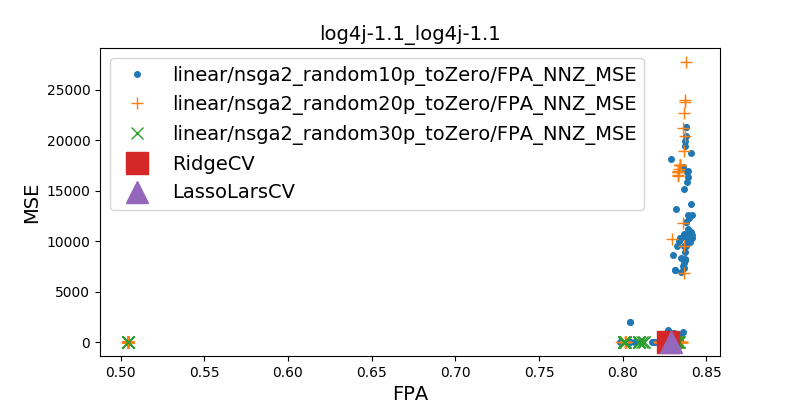 log4j-1.1_log4j-1.1
linear/nsga2_random10p_toZero/FPA_NNZ_MSE
linear/nsga2_random20p_toZero/FPA_NNZ_MSE
linear/nsga2_random30p_toZero/FPA_NNZ_MSE
RidgeCV
LassoLarsCV
MSE
25000
20000
15000
10000
5000
0
0.50 0.55 0.60 0.65 0.70 0.75 0.80 0.85
FPA